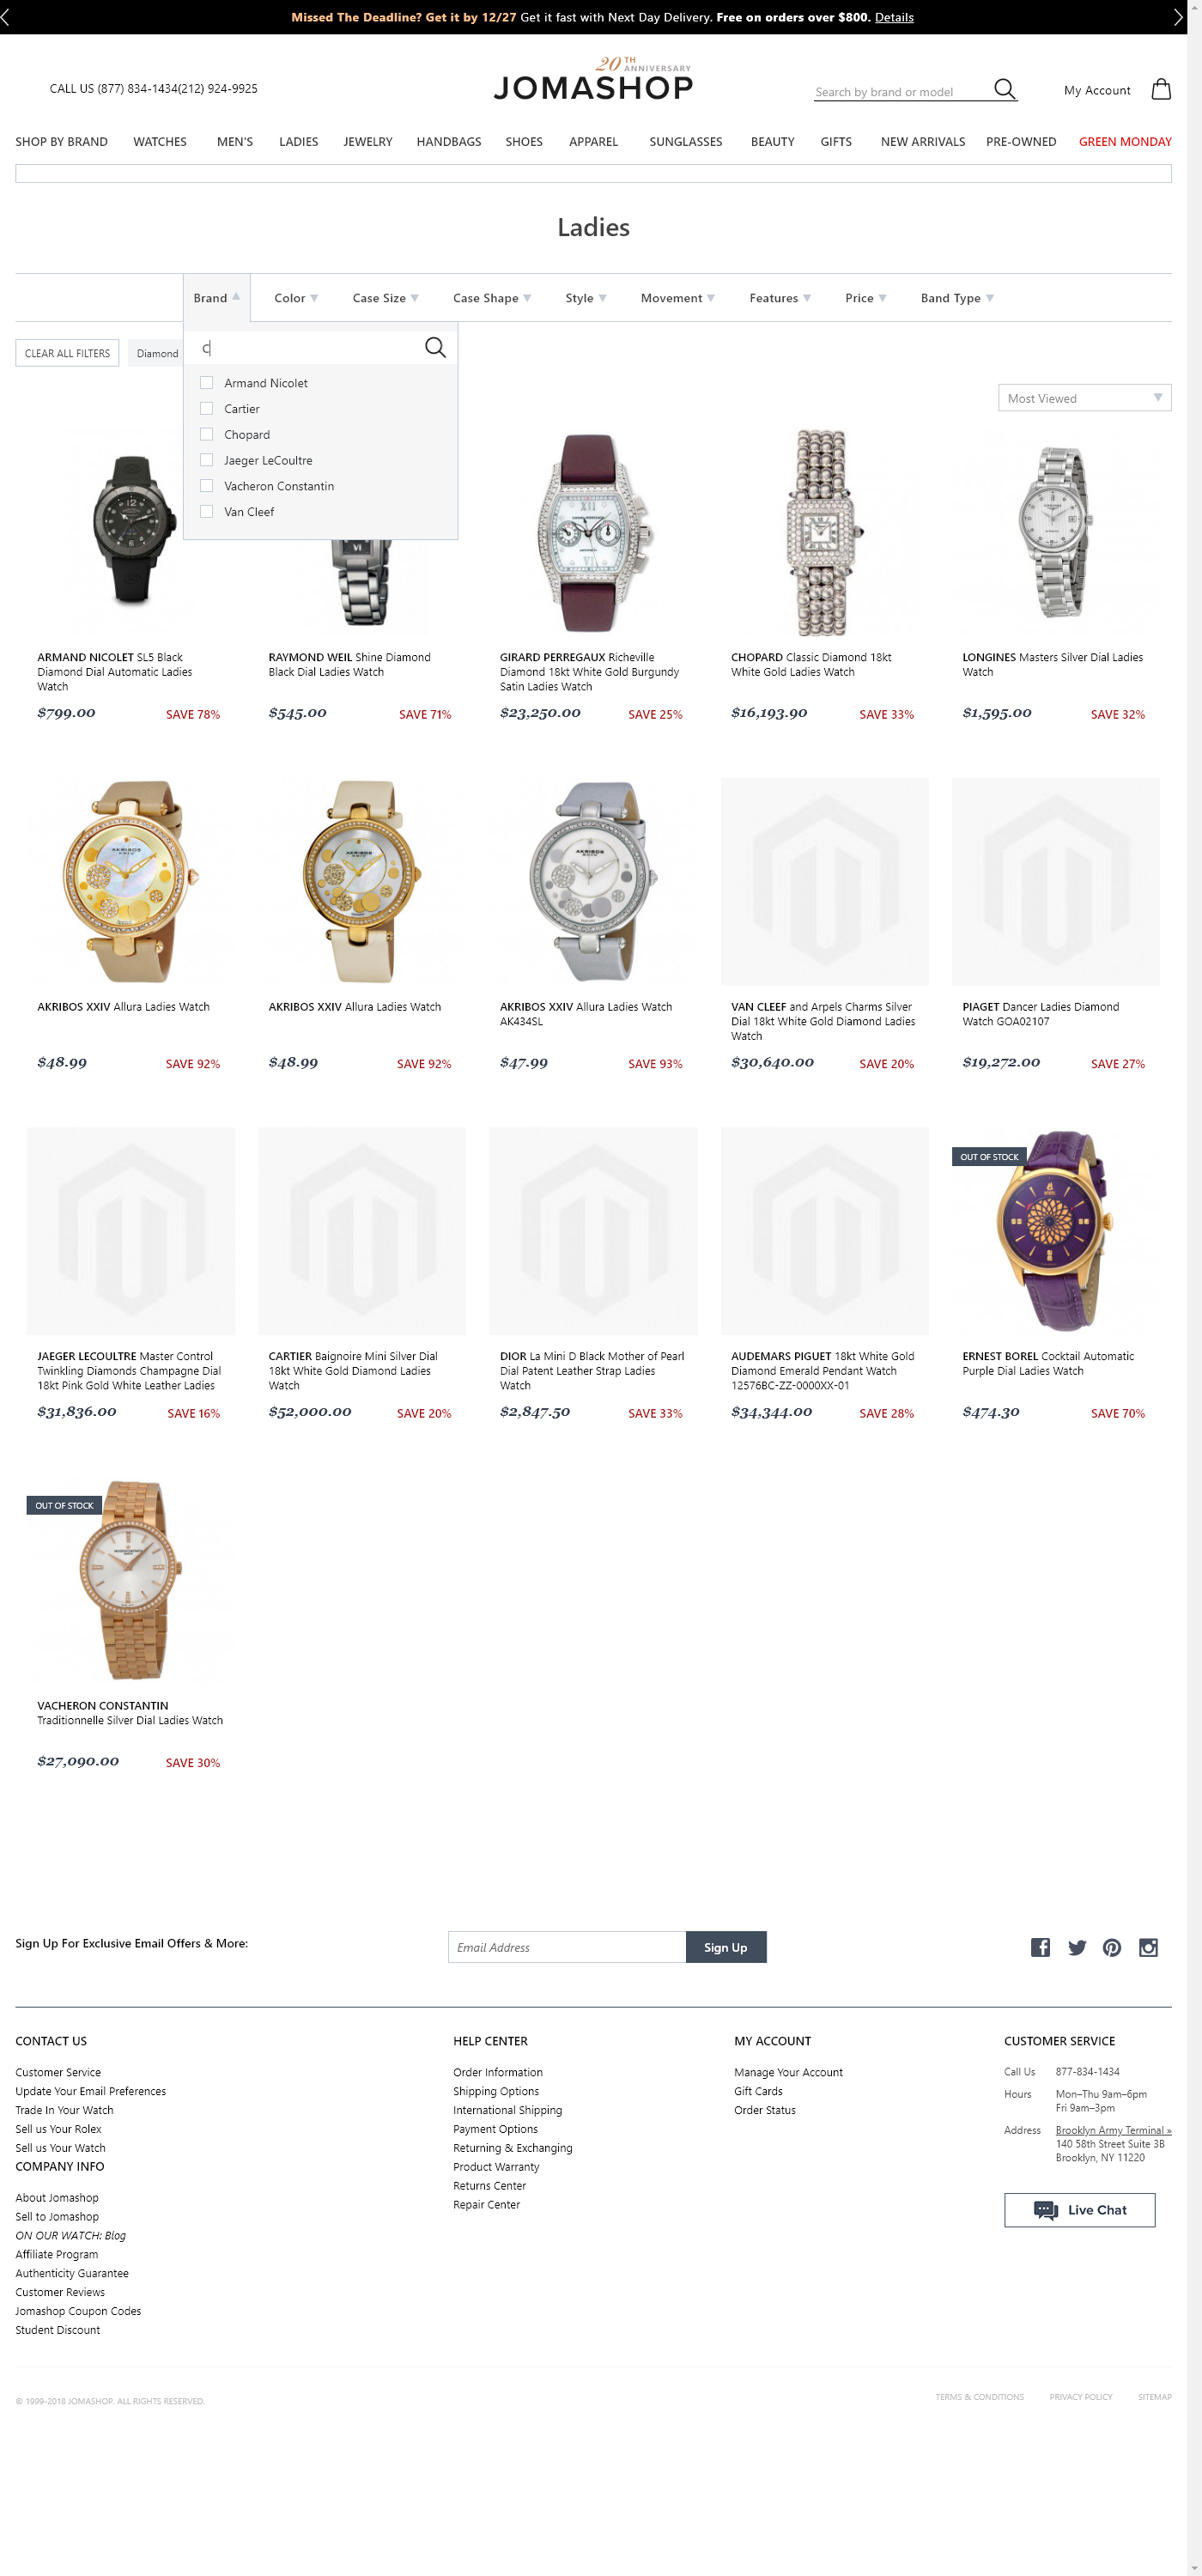 Missed The Deadline? Get it by 12/27 Get it fast with Next Day Delivery. Free on orders over $800. Details
CALL US (877) 834-1434(212) 924-9925
20TH ANNIVERSARY
JOMASHOP
Search by brand or model
My Account
SHOP BY BRAND WATCHES MEN'S LADIES JEWELRY HANDBAGS SHOES APPAREL SUNGLASSES BEAUTY GIFTS NEW ARRIVALS PRE-OWNED GREEN MONDAY
Ladies
Brand Color Case Size Case Shape Style Movement Features Price Band Type
CLEAR ALL FILTERS Diamond
C
Armand Nicolet
Cartier
Chopard
Jaeger LeCoultre
Vacheron Constantin
Van Cleef
Most Viewed
ARMAND NICOLET SL5 Black
Diamond Dial Automatic Ladies
Watch
$799.00 SAVE 78%
RAYMOND WEIL Shine Diamond
Black Dial Ladies Watch
$545.00 SAVE 71%
GIRARD PERREGAUX Richeville
Diamond 18kt White Gold Burgundy
Satin Ladies Watch
$23,250.00 SAVE 25%
CHOPARD Classic Diamond 18kt
White Gold Ladies Watch
$16,193.90 SAVE 33%
LONGINES Masters Silver Dial Ladies
Watch
$1,595.00 SAVE 32%
AKRIBOS
AKRIBOS
AKRIBOS
AKRIBOS XXIV Allura Ladies Watch
$48.99 SAVE 92%
AKRIBOS XXIV Allura Ladies Watch
$48.99 SAVE 92%
AKRIBOS XXIV Allura Ladies Watch
AK434SL
$47.99 SAVE 93%
VAN CLEEF and Arpels Charms Silver
Dial 18kt White Gold Diamond Ladies
Watch
$30,640.00 SAVE 20%
PIAGET Dancer Ladies Diamond
Watch GOA02107
$19,272.00 SAVE 27%
JAEGER LECOULTRE Master Control
Twinkling Diamonds Champagne Dial
18kt Pink Gold White Leather Ladies
$31,836.00 SAVE 16%
CARTIER Baignoire Mini Silver Dial
18kt White Gold Diamond Ladies
Watch
$52,000.00 SAVE 20%
DIOR La Mini D Black Mother of Pearl
Dial Patent Leather Strap Ladies
Watch
$2,847.50 SAVE 33%
AUDEMARS PIGUET 18kt White Gold
Diamond Emerald Pendant Watch
12576BC-ZZ-0000XX-01
$34,344.00 SAVE 28%
OUT OF STOCK
ERNEST BOREL Cocktail Automatic
Purple Dial Ladies Watch
$474.30 SAVE 70%
OUT OF STOCK
VACHERON CONSTANTIN
Traditionnelle Silver Dial Ladies Watch
$27,090.00 SAVE 30%
Sign Up For Exclusive Email Offers & More:
Email Address
Sign Up
CONTACT US
Customer Service
Update Your Email Preferences
Trade In Your Watch
Sell us Your Rolex
Sell us Your Watch
COMPANY INFO
About Jomashop
Sell to Jomashop
ON OUR WATCH: Blog
Affiliate Program
Authenticity Guarantee
Customer Reviews
Jomashop Coupon Codes
Student Discount
HELP CENTER
Order Information
Shipping Options
International Shipping
Payment Options
Returning & Exchanging
Product Warranty
Returns Center
Repair Center
MY ACCOUNT
Manage Your Account
Gift Cards
Order Status
CUSTOMER SERVICE
Call Us 877-834-1434
Hours Mon–Thu 9am–6pm
Fri 9am–3pm
Address Brooklyn Army Terminal »
140 58th Street Suite 3B
Brooklyn, NY 11220
Live Chat
© 1999-2018 JOMASHOP. ALL RIGHTS RESERVED.
TERMS & CONDITIONS PRIVACY POLICY SITEMAP